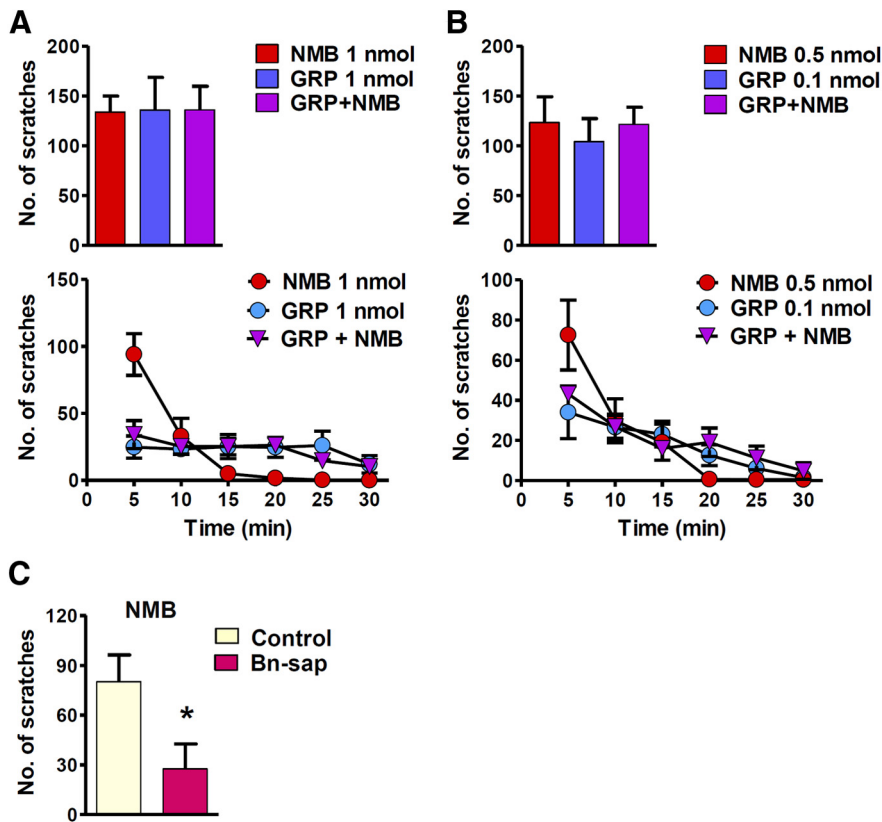 A
No. of scratches
200
150
100
50
0
NMB 1 nmol
GRP 1 nmol
GRP+NMB
No. of scratches
150
100
50
0
NMB 1 nmol
GRP 1 nmol
GRP + NMB
0 5 10 15 20 25 30
Time (min)
B
No. of scratches
200
150
100
50
0
NMB 0.5 nmol
GRP 0.1 nmol
GRP+NMB
No. of scratches
100
80
60
40
20
0
NMB 0.5 nmol
GRP 0.1 nmol
GRP + NMB
0 5 10 15 20 25 30
Time (min)
C
NMB
No. of scratches
120
90
60
30
0
Control
Bn-sap
*